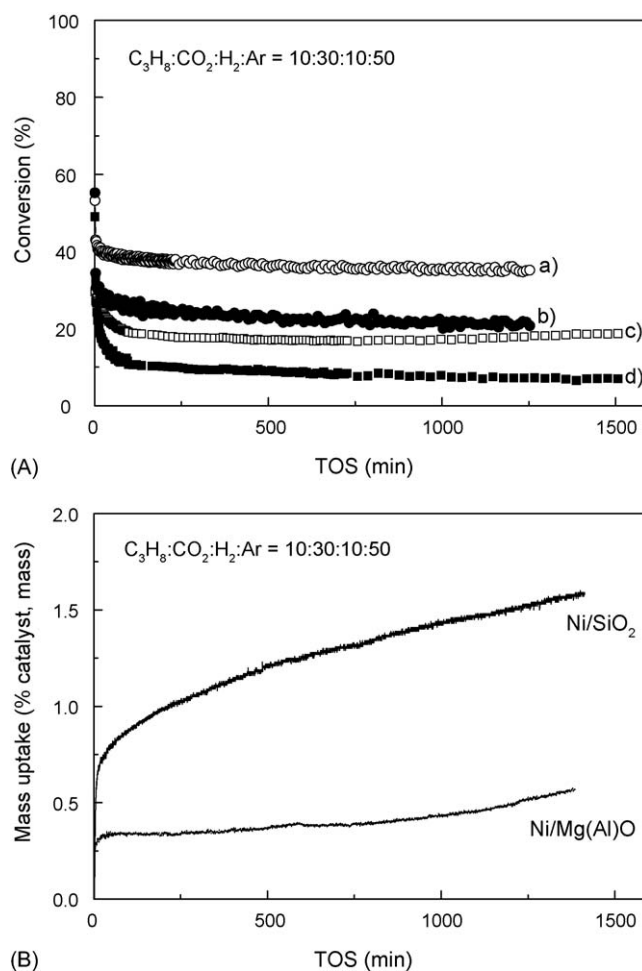 100
80
60
40
20
0
Conversion (%)
C₃H₈:CO₂:H₂:Ar = 10:30:10:50
a)
b)
c)
d)
0 500 1000 1500
(A) TOS (min)
2.0
1.5
1.0
0.5
0.0
Mass uptake (% catalyst, mass)
C₃H₈:CO₂:H₂:Ar = 10:30:10:50
Ni/SiO₂
Ni/Mg(Al)O
0 500 1000 1500
(B) TOS (min)